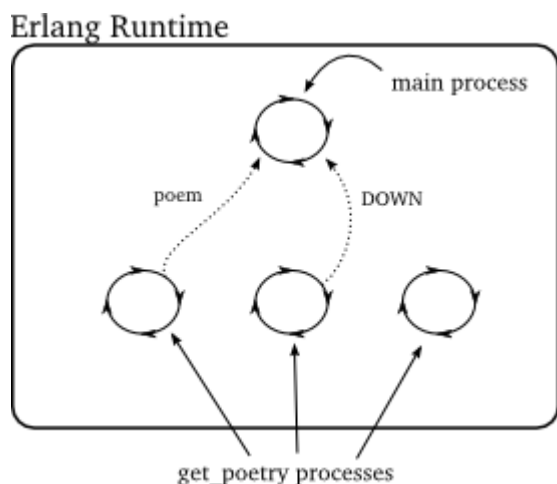 Erlang Runtime
main process
poem
DOWN
get_poetry processes